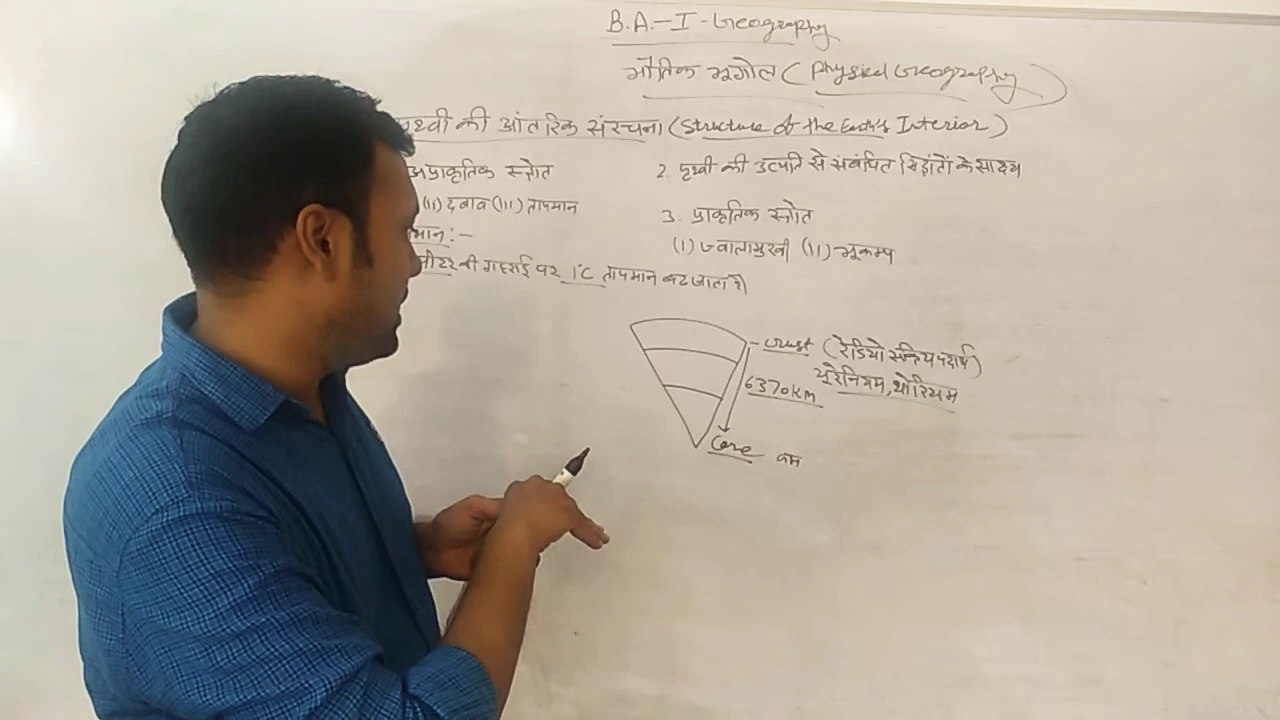 B.A.-I-Geography
भौतिक भूगोल (Physical Geography)
पृथ्वी की आंतरिक संरचना (Structure of the Earth's Interior)
अप्राकृतिक स्त्रोत
2. पृथ्वी की उत्पति से संबंधित सिद्वांतों के साक्ष्य
(ii) दबाव (iii) तापमान
3. प्राकृतिक स्त्रोत
(i) ज्वालामुखी (ii) भूकम्प
मान:-
मीटर की गहराई पर 1°C तापमान बढ जाता है।
- crust (रेडियो सक्रिय पदार्थ)
यूरेनियम, थोरियम
6370km
Core कम